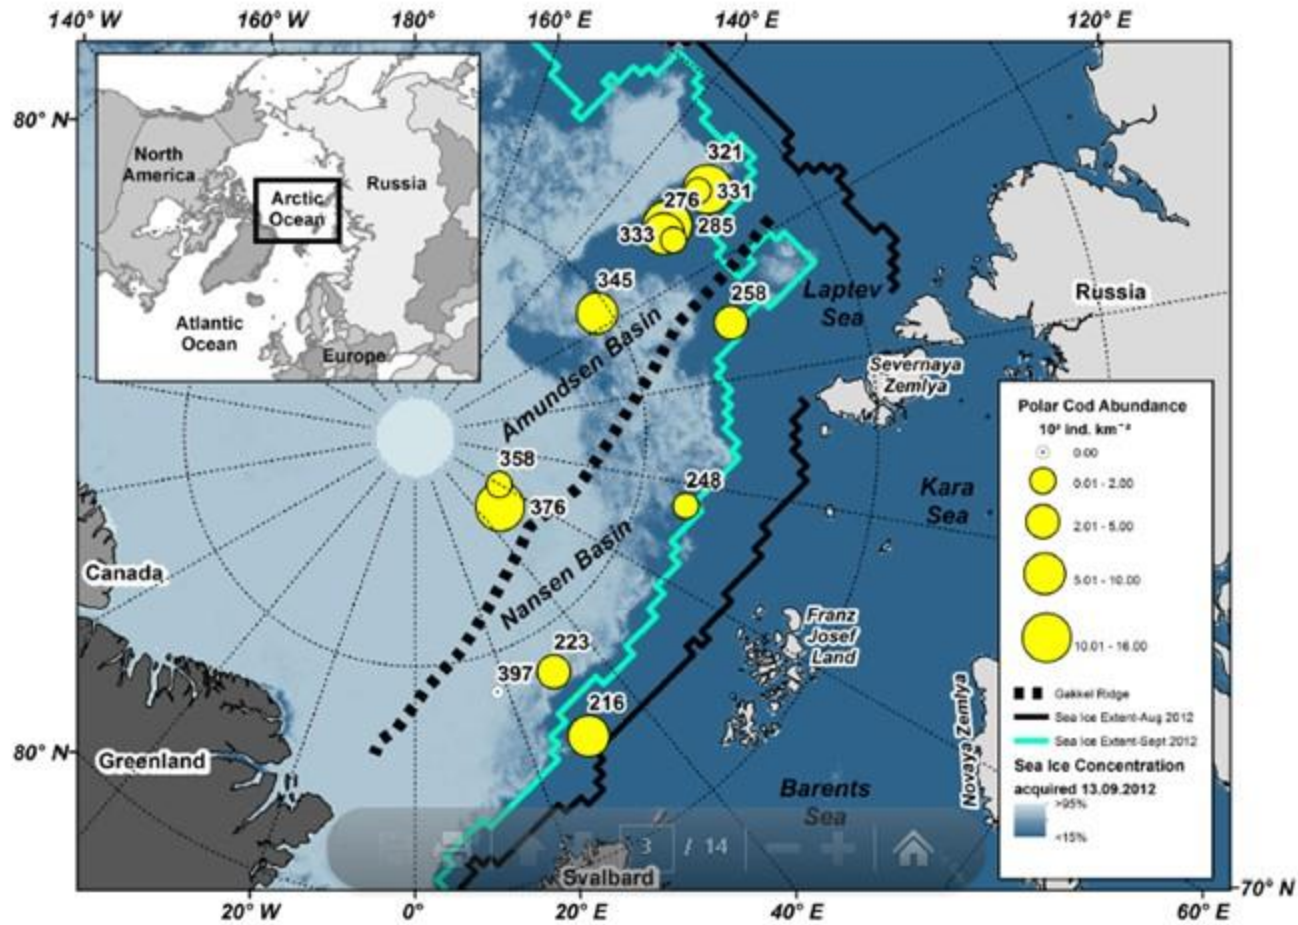 140° W
160° W
180°
160° E
140° E
120° E
80° N
North
America
Russia
Arctic
Ocean
Atlantic
Ocean
Europe
321
331
276
285
333
345
258
Laptev
Sea
Russia
Severnaya
Zemlya
Amundsen Basin
358
376
248
Kara
Sea
Nansen Basin
Canada
Franz
Josef
Land
223
397
216
Novaya Zemlya
80° N
Greenland
Barents
Sea
Svalbard
3 / 14
Polar Cod Abundance
10³ ind. km⁻²
0.00
0.01 - 2.00
2.01 - 5.00
5.01 - 10.00
10.01 - 16.00
Gakkel Ridge
Sea Ice Extent-Aug 2012
Sea Ice Extent-Sept 2012
Sea Ice Concentration
acquired 13.09.2012
>95%
<15%
70° N
20° W
0°
20° E
40° E
60° E